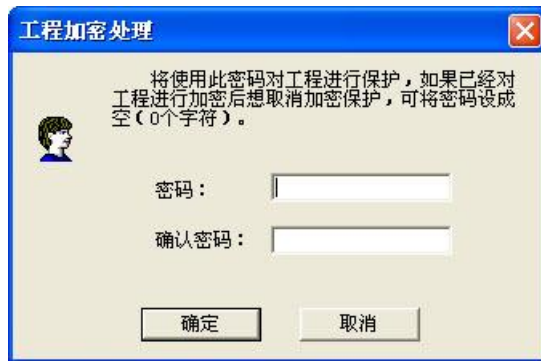 工程加密处理
将使用此密码对工程进行保护，如果已经对
工程进行加密后想取消加密保护，可将密码设成
空(0个字符)。
密码：
确认密码：
确定
取消